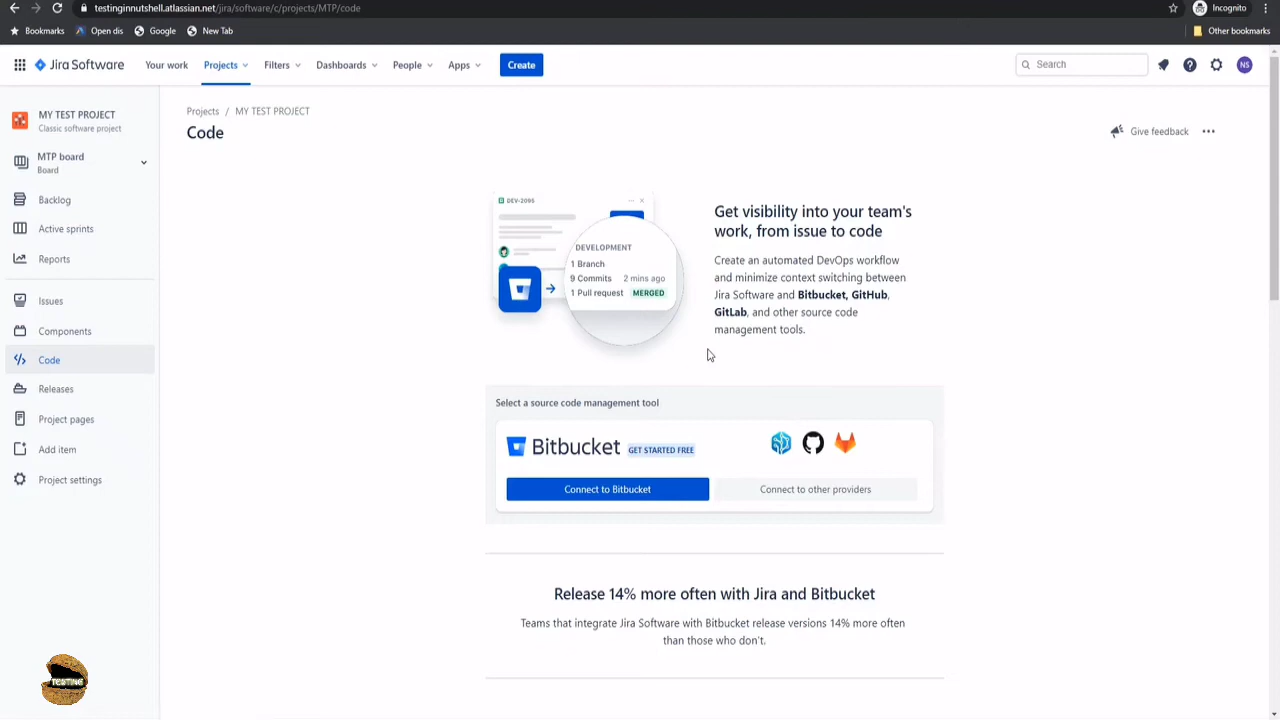 testinginnutshell.atlassian.net/jira/software/c/projects/MTP/code
Incognito
Bookmarks
Open dis
Google
New Tab
Other bookmarks
Jira Software
Your work
Projects
Filters
Dashboards
People
Apps
Create
Search
NS
MY TEST PROJECT
Classic software project
MTP board
Board
Backlog
Active sprints
Reports
Issues
Components
Code
Releases
Project pages
Add item
Project settings
Projects / MY TEST PROJECT
Code
Give feedback
DEV-2095
DEVELOPMENT
1 Branch
9 Commits 2 mins ago
1 Pull request MERGED
Get visibility into your team's
work, from issue to code
Create an automated DevOps workflow
and minimize context switching between
Jira Software and Bitbucket, GitHub,
GitLab, and other source code
management tools.
Select a source code management tool
Bitbucket GET STARTED FREE
Connect to Bitbucket
Connect to other providers
Release 14% more often with Jira and Bitbucket
Teams that integrate Jira Software with Bitbucket release versions 14% more often
than those who don't.
TESTING